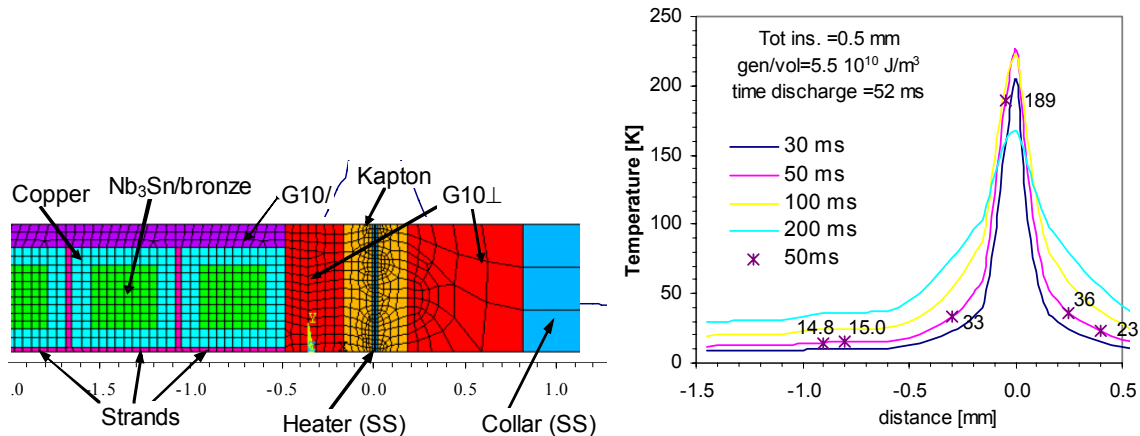 Copper
Nb₃Sn/bronze
G10/
Kapton
G10⊥
.0
-1.5
-1.0
-0.5
0.0
0.5
1.0
Strands
Heater (SS)
Collar (SS)
250
200
150
100
50
0
Temperature [K]
Tot ins. =0.5 mm
gen/vol=5.5 10¹⁰ J/m³
time discharge =52 ms
30 ms
50 ms
100 ms
200 ms
50ms
189
14.8
15.0
33
36
23
-1.5
-1.0
-0.5
0.0
0.5
distance [mm]